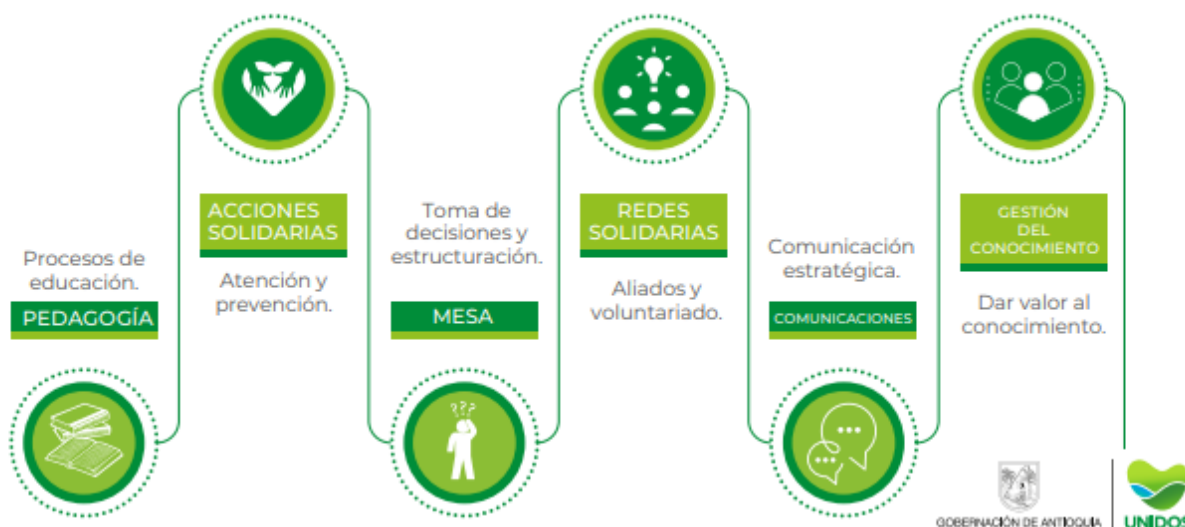 Procesos de
educación.
PEDAGOGÍA
ACCIONES
SOLIDARIAS
Atención y
prevención.
Toma de
decisiones y
estructuración.
MESA
???
REDES
SOLIDARIAS
Aliados y
voluntariado.
Comunicación
estratégica.
COMUNICACIONES
GESTIÓN
DEL
CONOCIMIENTO
Dar valor al
conocimiento.
GOBERNACIÓN DE ANTIOQUIA
UNIDOS